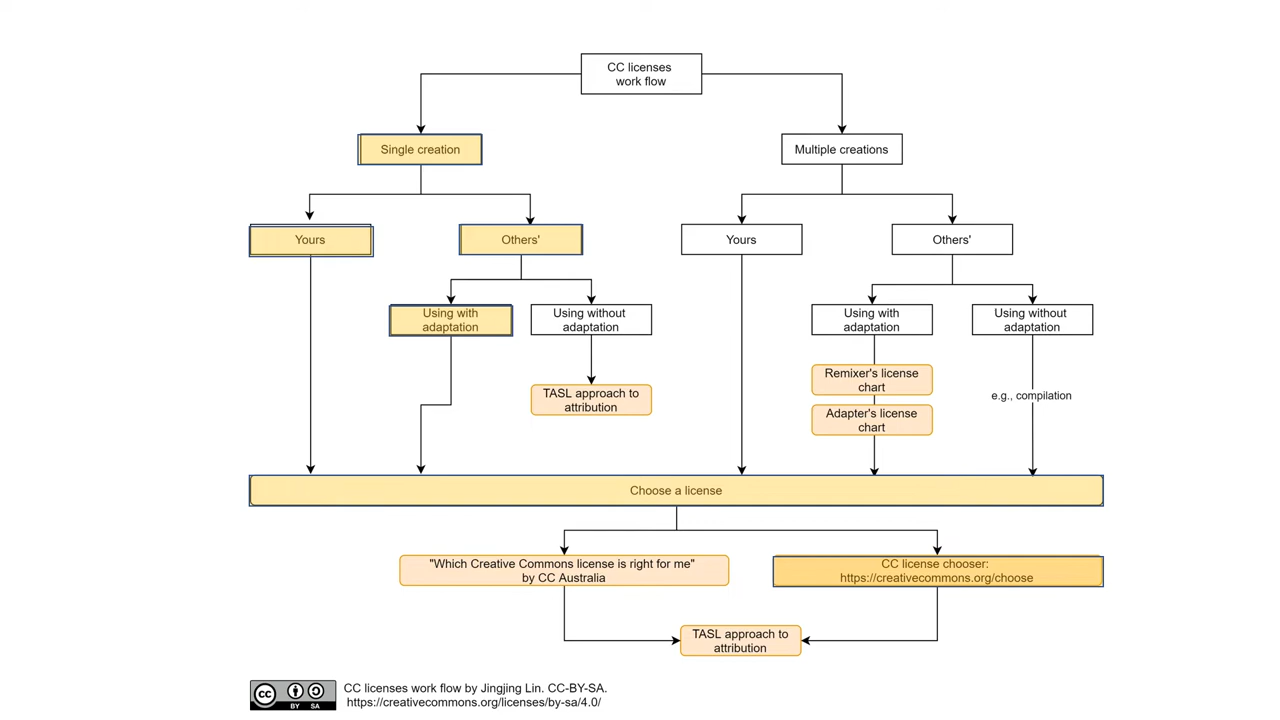 CC licenses
work flow
Single creation
Multiple creations
Yours
Others'
Yours
Others'
Using with
adaptation
Using without
adaptation
Using with
adaptation
Using without
adaptation
TASL approach to
attribution
Remixer's license
chart
e.g., compilation
Adapter's license
chart
Choose a license
"Which Creative Commons license is right for me"
by CC Australia
CC license chooser:
https://creativecommons.org/choose
TASL approach to
attribution
cc
BY SA
CC licenses work flow by Jingjing Lin. CC-BY-SA.
https://creativecommons.org/licenses/by-sa/4.0/